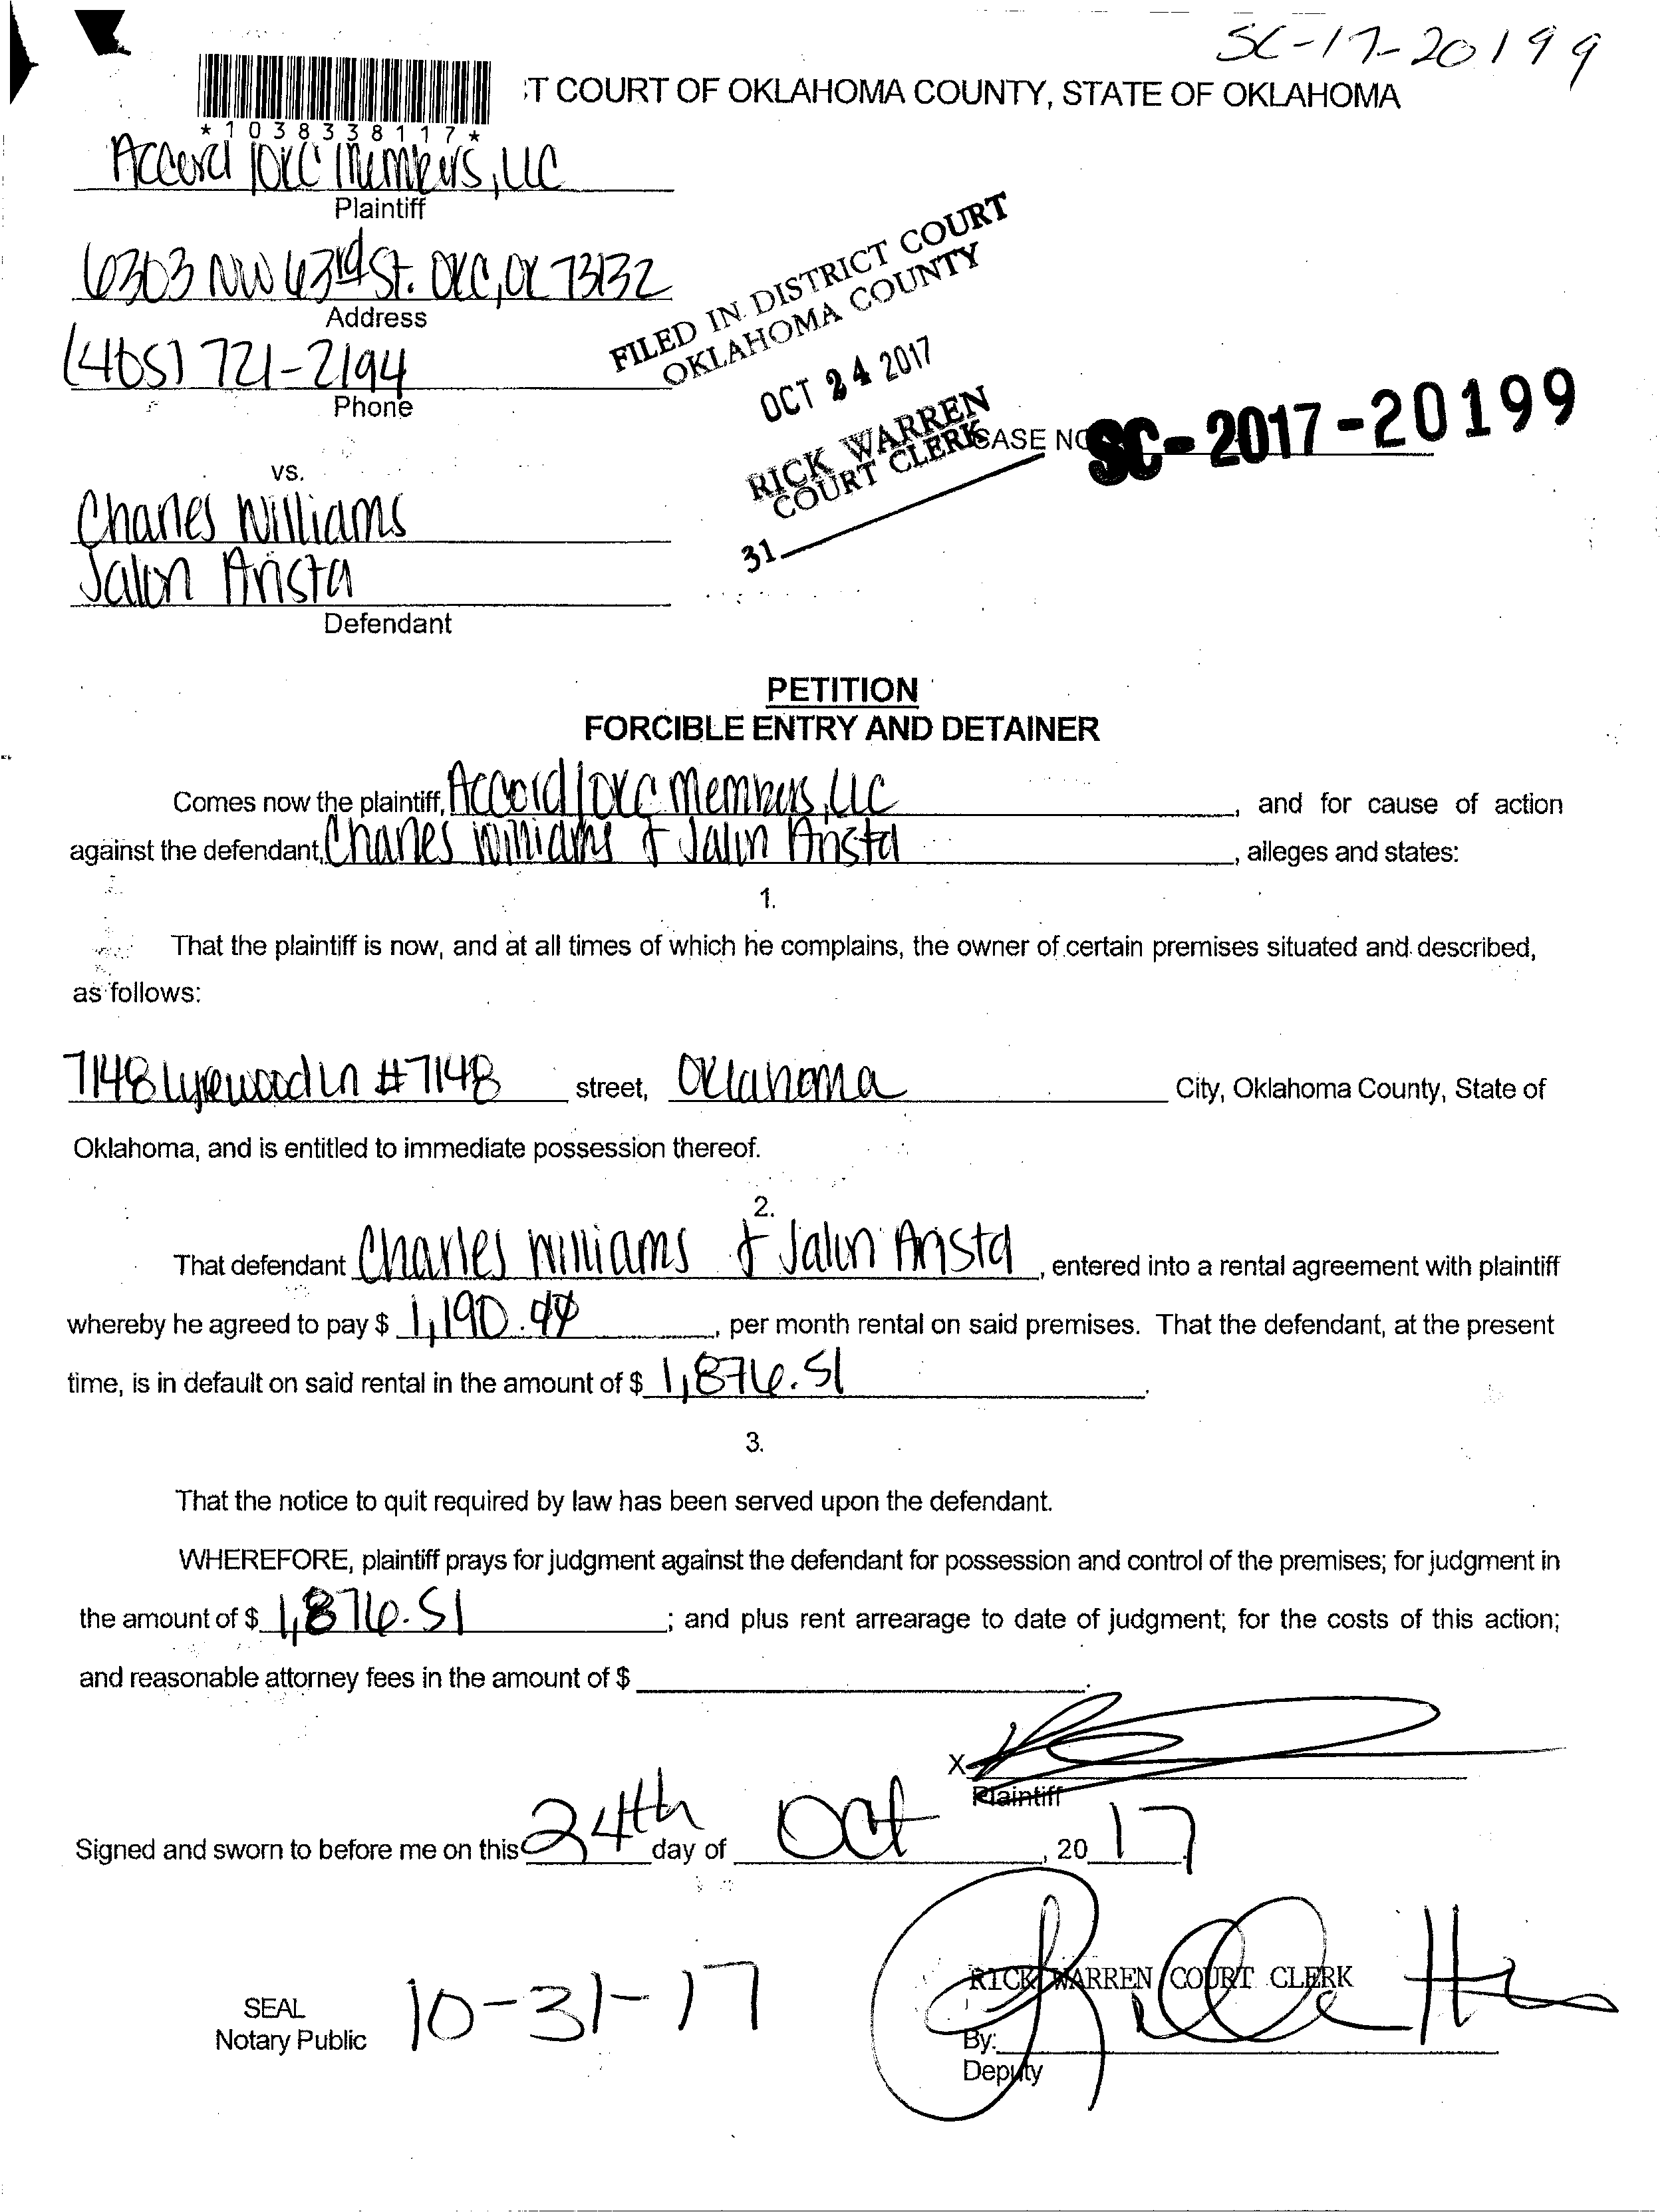 SC-17-20199
T COURT OF OKLAHOMA COUNTY, STATE OF OKLAHOMA
*1038338117*
Accord/OKC Members, LLC
Plaintiff
6303 NW 63rd St. OKC, OK 73132
Address
(405) 721-2194
Phone
FILED IN DISTRICT COURT
OKLAHOMA COUNTY
OCT 24 2017
RICK WARREN
COURT CLERK
31
CASE NO SC-2017-20199
vs.
Charles Williams
Jalin Arista
Defendant
PETITION
FORCIBLE ENTRY AND DETAINER
Comes now the plaintiff, Accord/OKC Members, LLC, and for cause of action
against the defendant, Charles Williams & Jalin Arista, alleges and states:
1.
That the plaintiff is now, and at all times of which he complains, the owner of certain premises situated and described,
as follows:
7148 Lyrewood Ln #7148 street, Oklahoma City, Oklahoma County, State of
Oklahoma, and is entitled to immediate possession thereof.
2.
That defendant Charles Williams & Jalin Arista, entered into a rental agreement with plaintiff
whereby he agreed to pay $ 1,190.44, per month rental on said premises. That the defendant, at the present
time, is in default on said rental in the amount of $ 1,876.51.
3.
That the notice to quit required by law has been served upon the defendant.
WHEREFORE, plaintiff prays for judgment against the defendant for possession and control of the premises; for judgment in
the amount of $ 1,876.51; and plus rent arrearage to date of judgment; for the costs of this action;
and reasonable attorney fees in the amount of $.
X
Plaintiff
Signed and sworn to before me on this 24th day of Oct, 2017
RICK WARREN COURT CLERK
SEAL
Notary Public 10-31-17
By:
Deputy